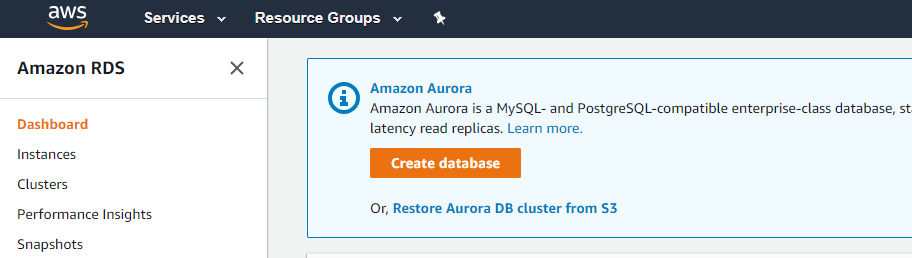 aws Services Resource Groups
Amazon RDS
Dashboard
Instances
Clusters
Performance Insights
Snapshots
Amazon Aurora
Amazon Aurora is a MySQL- and PostgreSQL-compatible enterprise-class database,
latency read replicas. Learn more.
Create database
Or, Restore Aurora DB cluster from S3